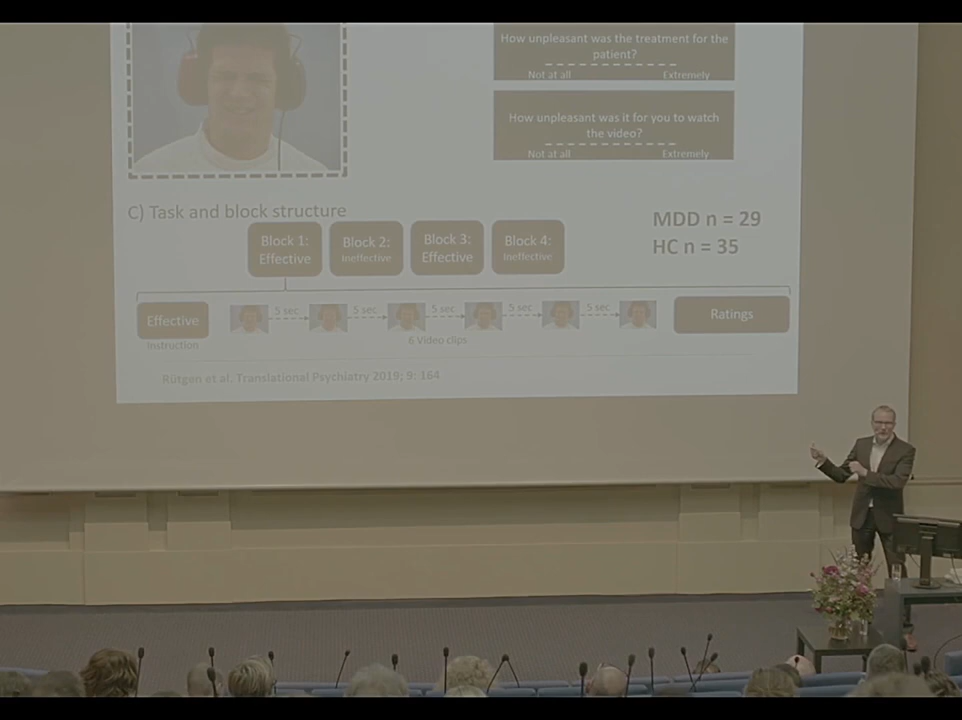 How unpleasant was the treatment for the
patient?
Not at all Extremely
How unpleasant was it for you to watch
the video?
Not at all Extremely
C) Task and block structure
MDD n = 29
HC n = 35
Block 1:
Effective
Block 2:
Ineffective
Block 3:
Effective
Block 4:
Ineffective
Effective
Instruction
5 sec
5 sec
5 sec
5 sec
5 sec
6 Video clips
Ratings
Rütgen et al. Translational Psychiatry 2019; 9: 164